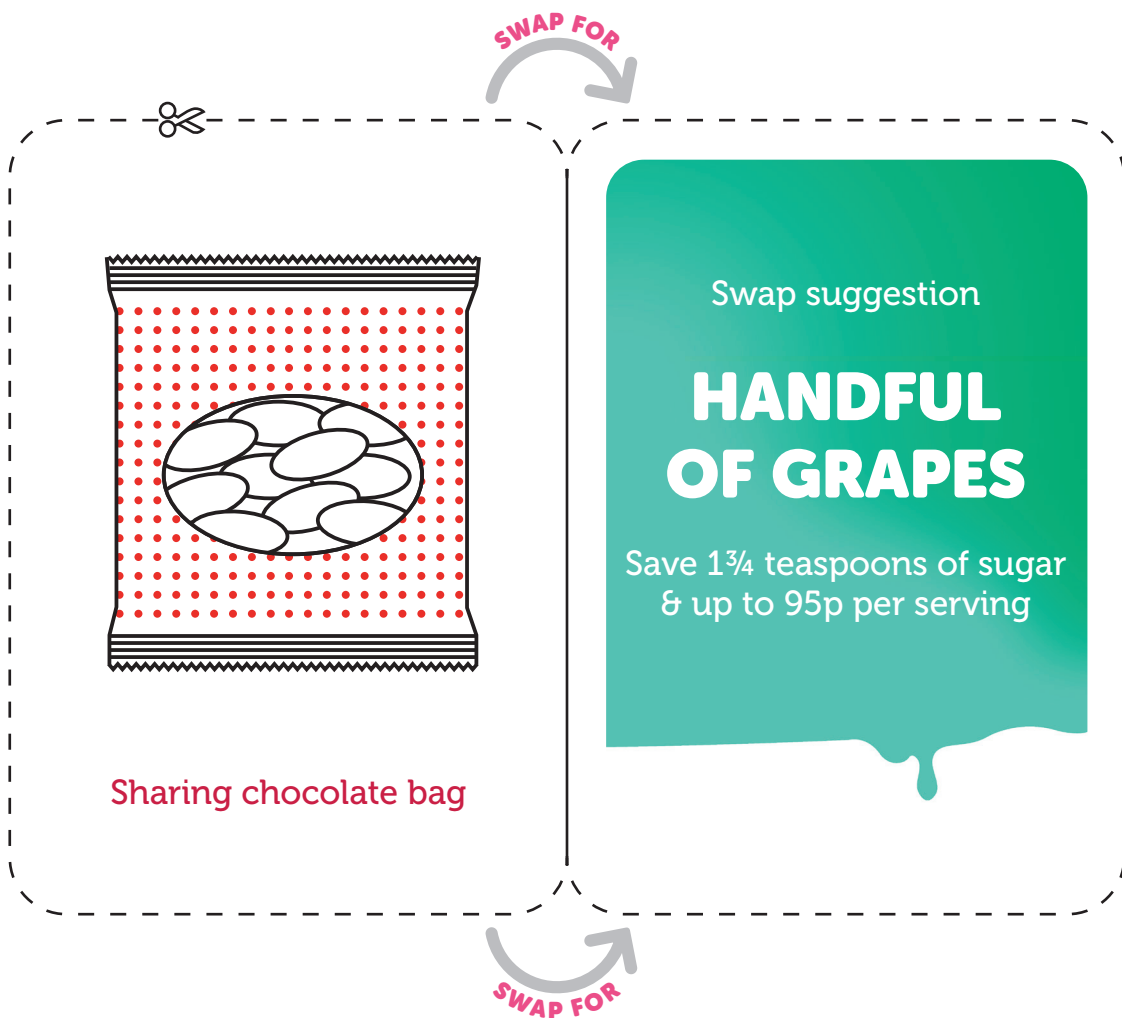 SWAP FOR
Swap suggestion
HANDFUL
OF GRAPES
Save 1¾ teaspoons of sugar
& up to 95p per serving
Sharing chocolate bag
SWAP FOR